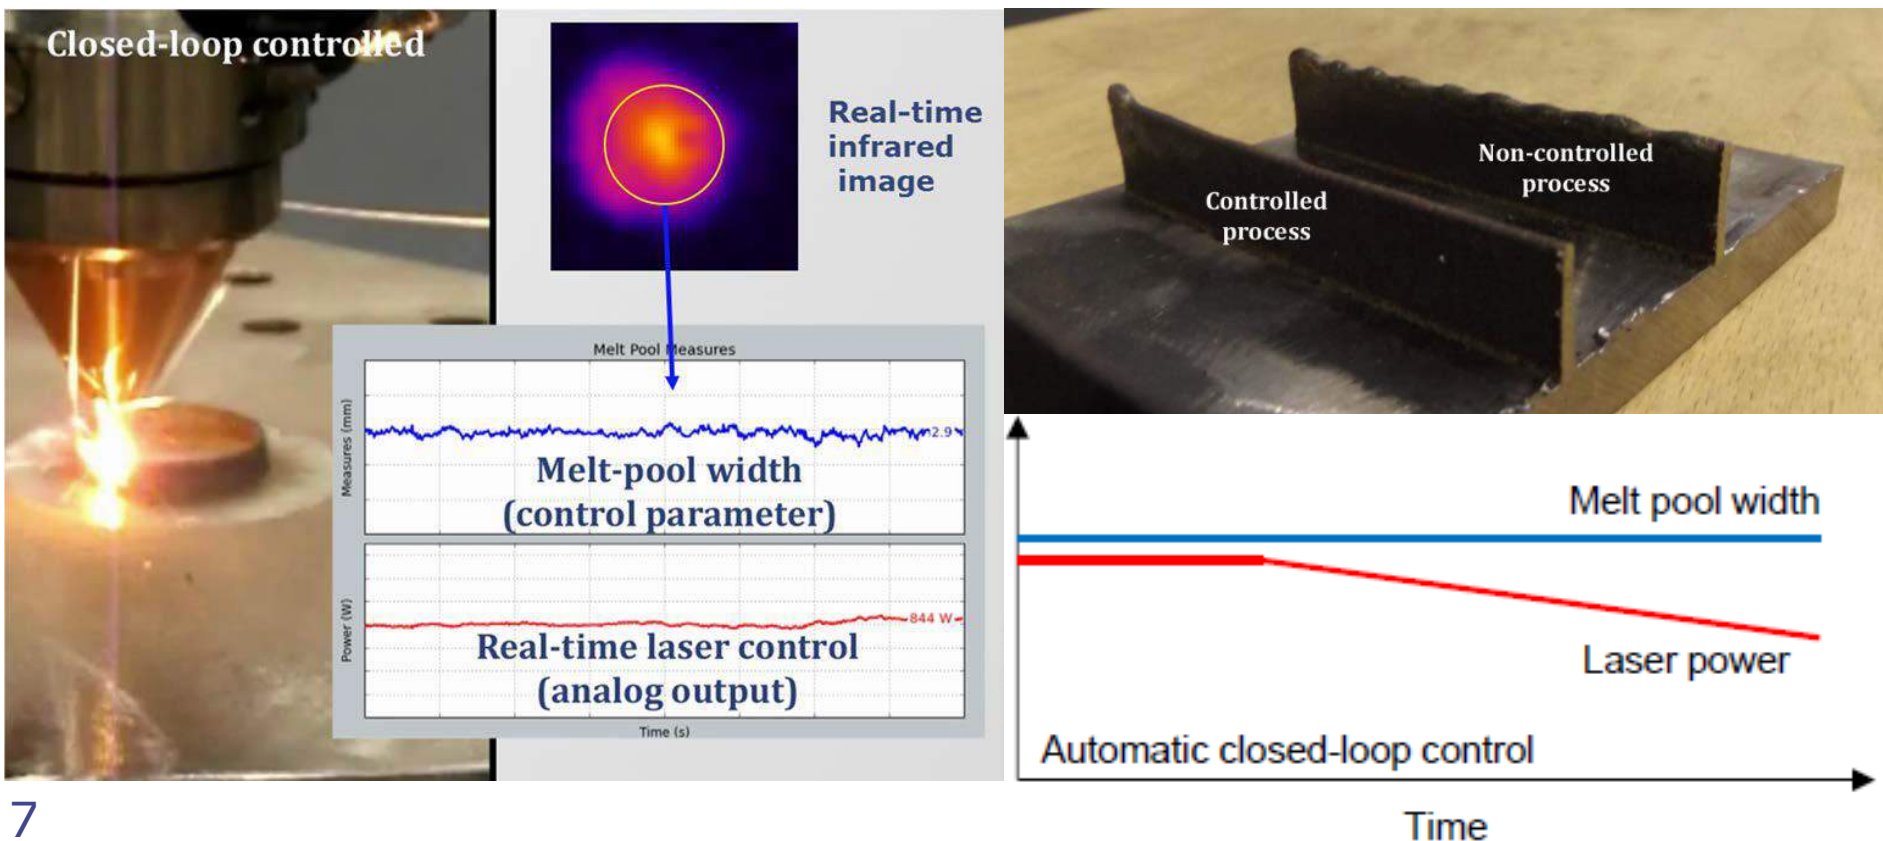 Closed-loop controlled
Real-time
infrared
image
Melt Pool Measures
Measures (mm)
2.9
Melt-pool width
(control parameter)
Power (W)
844 W
Real-time laser control
(analog output)
Time (s)
Non-controlled
process
Controlled
process
Melt pool width
Laser power
Automatic closed-loop control
Time
7